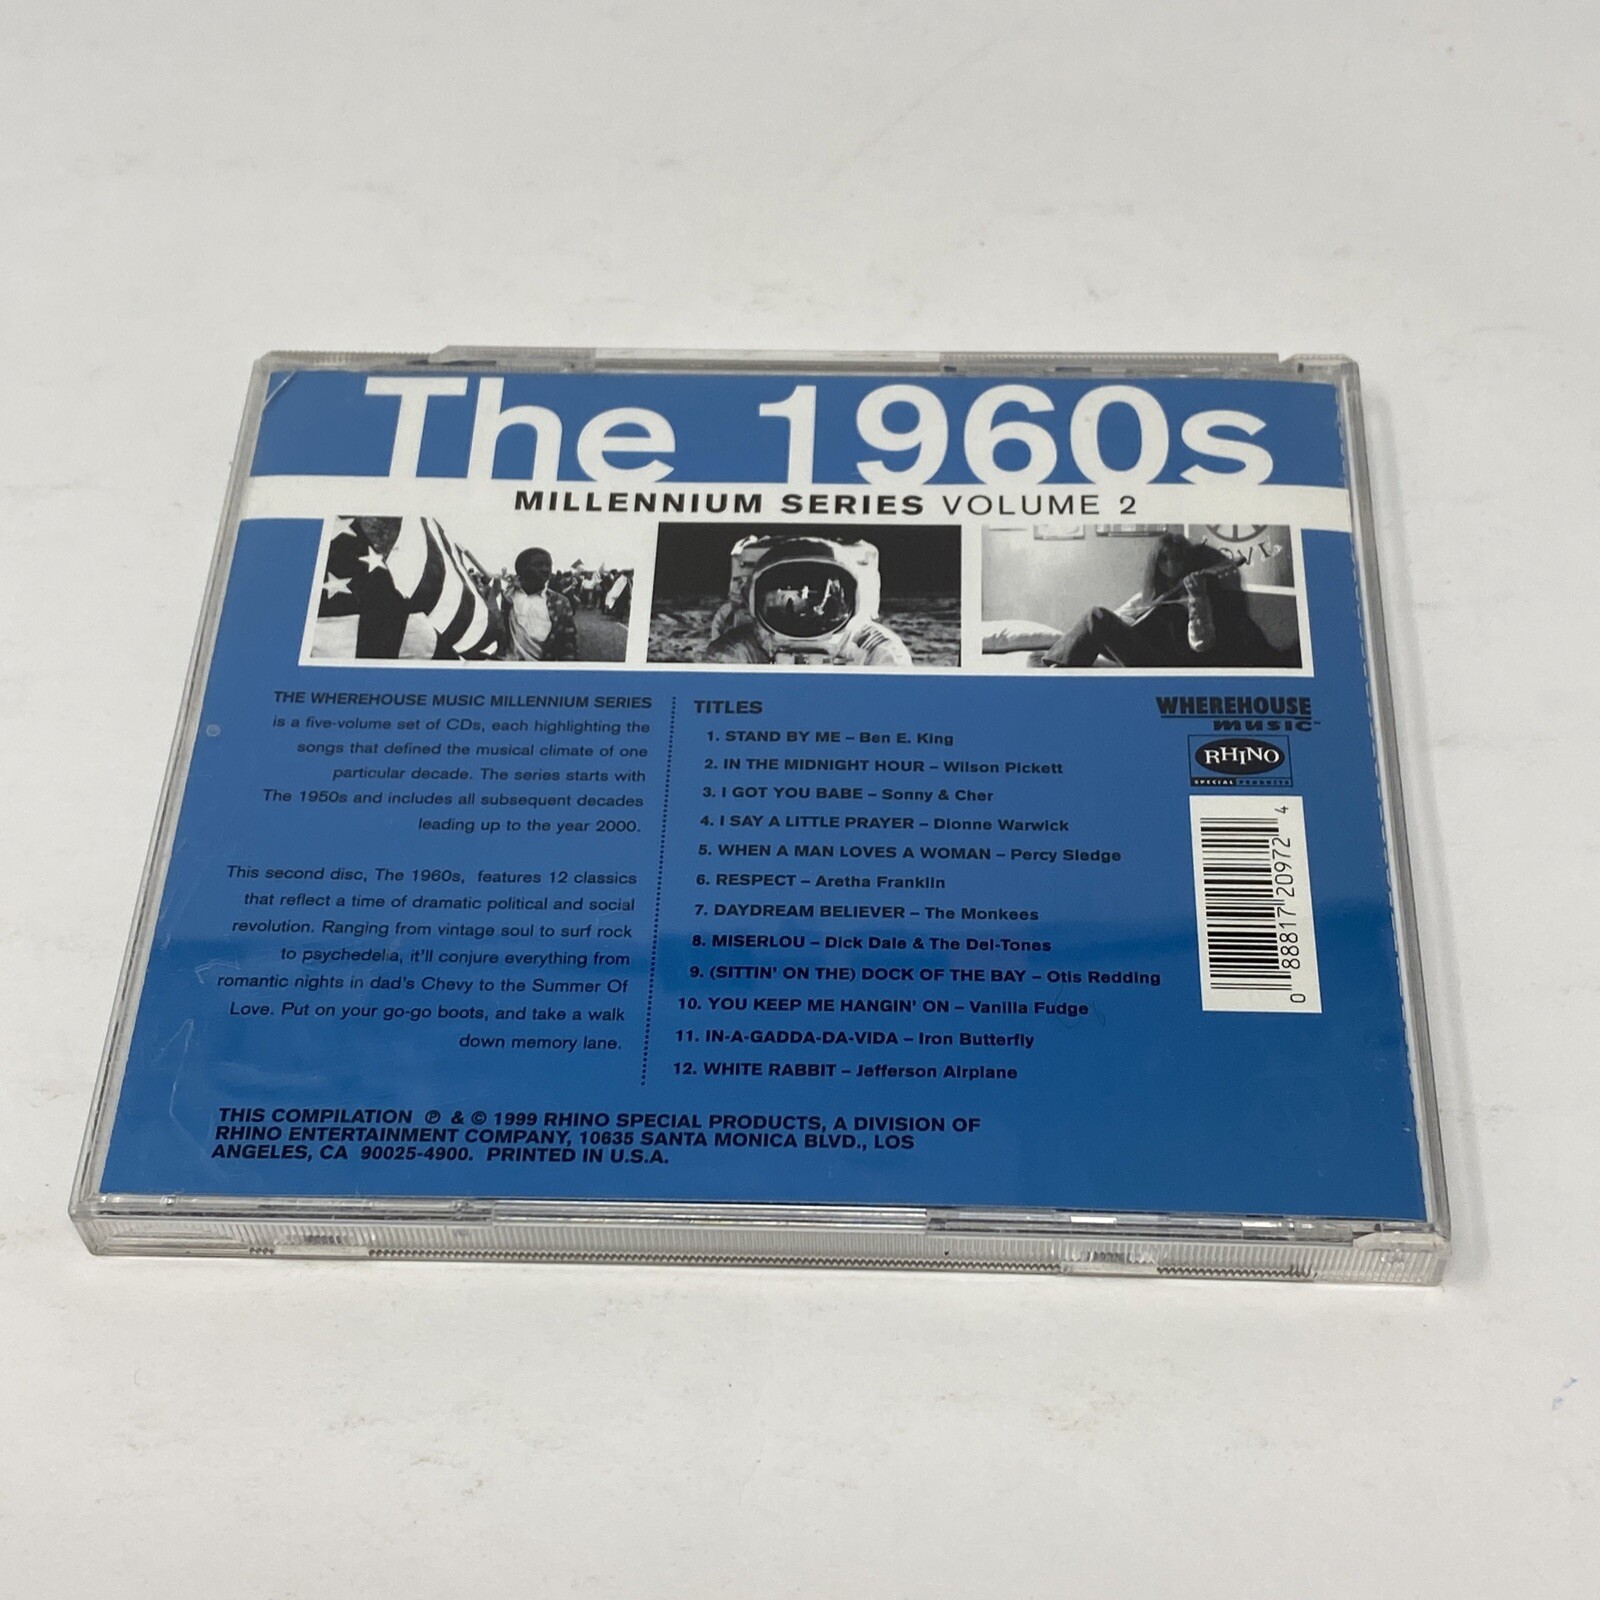 The 1960s
MILLENNIUM SERIES VOLUME 2
LOVE
THE WHEREHOUSE MUSIC MILLENNIUM SERIES
is a five-volume set of CDs, each highlighting the
songs that defined the musical climate of one
particular decade. The series starts with
The 1950s and includes all subsequent decades
leading up to the year 2000.
This second disc, The 1960s, features 12 classics
that reflect a time of dramatic political and social
revolution. Ranging from vintage soul to surf rock
to psychedelia, it'll conjure everything from
romantic nights in dad's Chevy to the Summer Of
Love. Put on your go-go boots, and take a walk
down memory lane.
TITLES
1. STAND BY ME – Ben E. King
2. IN THE MIDNIGHT HOUR – Wilson Pickett
3. I GOT YOU BABE – Sonny & Cher
4. I SAY A LITTLE PRAYER – Dionne Warwick
5. WHEN A MAN LOVES A WOMAN – Percy Sledge
6. RESPECT – Aretha Franklin
7. DAYDREAM BELIEVER – The Monkees
8. MISERLOU – Dick Dale & The Del-Tones
9. (SITTIN' ON THE) DOCK OF THE BAY – Otis Redding
10. YOU KEEP ME HANGIN' ON – Vanilla Fudge
11. IN-A-GADDA-DA-VIDA – Iron Butterfly
12. WHITE RABBIT – Jefferson Airplane
WHEREHOUSE
music™
RHINO
SPECIAL PRODUCTS
0 88817 20972 4
THIS COMPILATION ℗ & © 1999 RHINO SPECIAL PRODUCTS, A DIVISION OF
RHINO ENTERTAINMENT COMPANY, 10635 SANTA MONICA BLVD., LOS
ANGELES, CA 90025-4900. PRINTED IN U.S.A.